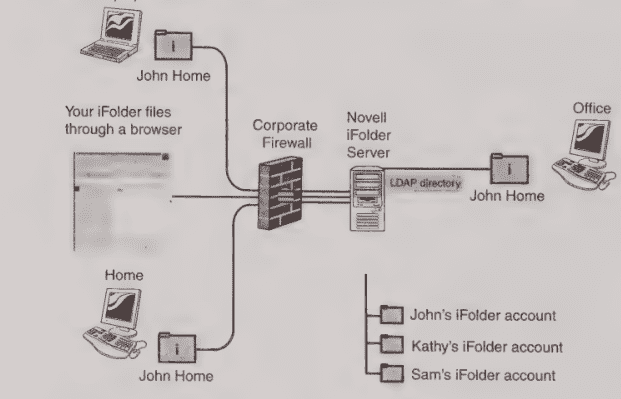 John Home
Your iFolder files
through a browser
Corporate
Firewall
Novell
iFolder
Server
LDAP directory
Office
John Home
Home
John Home
John's iFolder account
Kathy's iFolder account
Sam's iFolder account